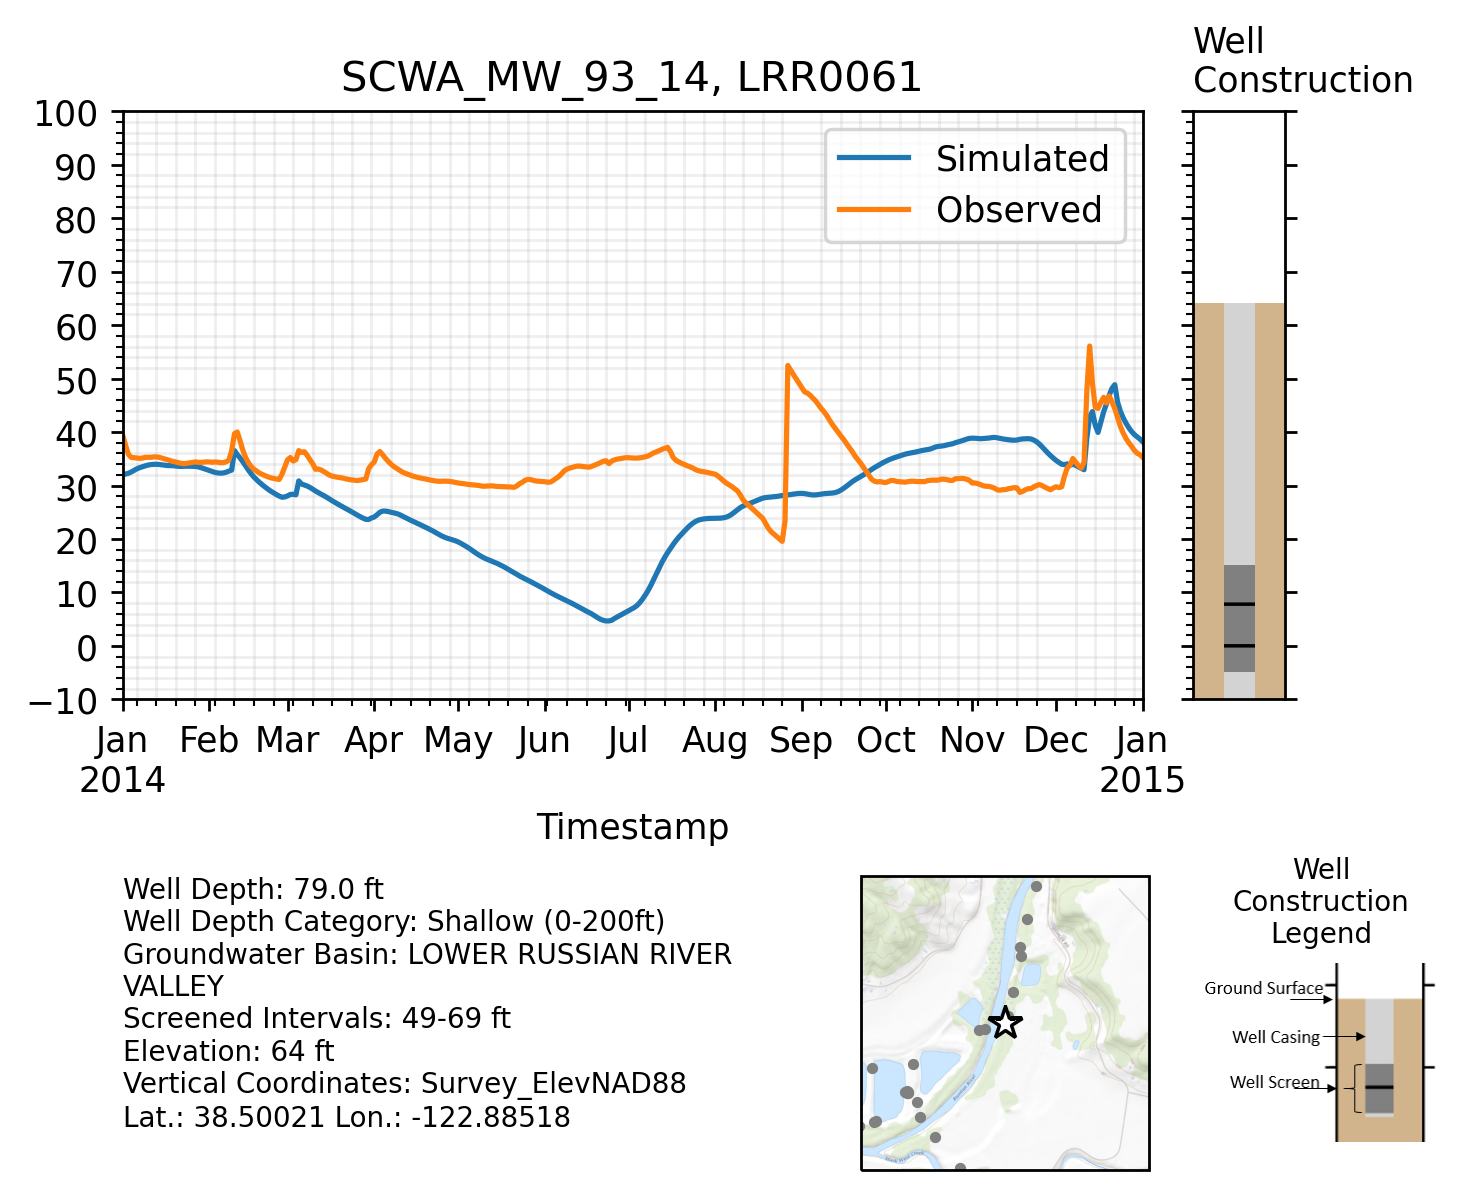 Well
Construction
SCWA_MW_93_14, LRR0061
100
90
80
70
60
50
40
30
20
10
0
−10
Simulated
Observed
Jan Feb Mar Apr May Jun Jul Aug Sep Oct Nov Dec Jan
2014 2015
Timestamp
Well Depth: 79.0 ft
Well Depth Category: Shallow (0-200ft)
Groundwater Basin: LOWER RUSSIAN RIVER
VALLEY
Screened Intervals: 49-69 ft
Elevation: 64 ft
Vertical Coordinates: Survey_ElevNAD88
Lat.: 38.50021 Lon.: -122.88518
Well
Construction
Legend
Ground Surface
Well Casing
Well Screen